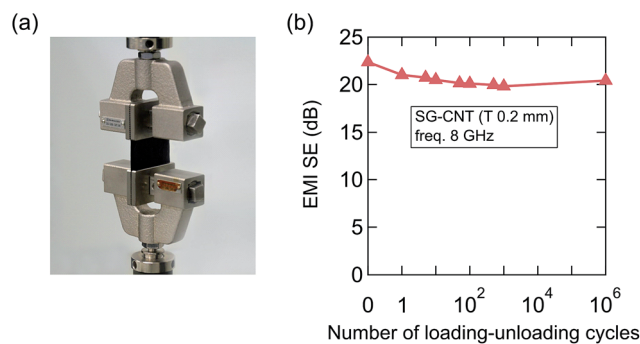 (a)
(b)
25
20
15
10
5
0
EMI SE (dB)
SG-CNT (T 0.2 mm)
freq. 8 GHz
0 1 10² 10⁴ 10⁶
Number of loading-unloading cycles